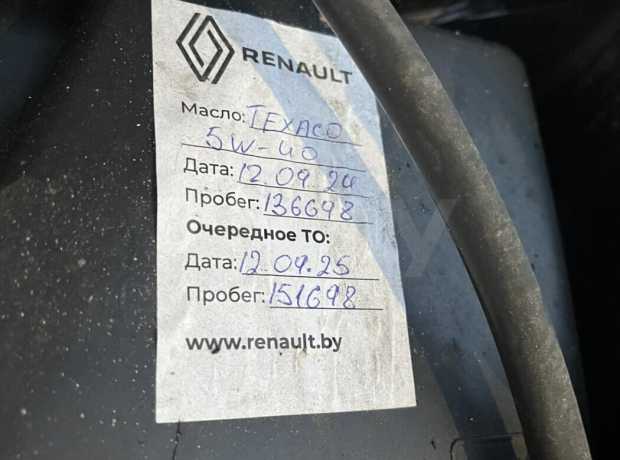 RENAULT
Масло: TEXACO
5W-40
Дата: 12.09.24
Пробег: 136698
Очередное ТО:
Дата: 12.09.25
Пробег: 151698
www.renault.by